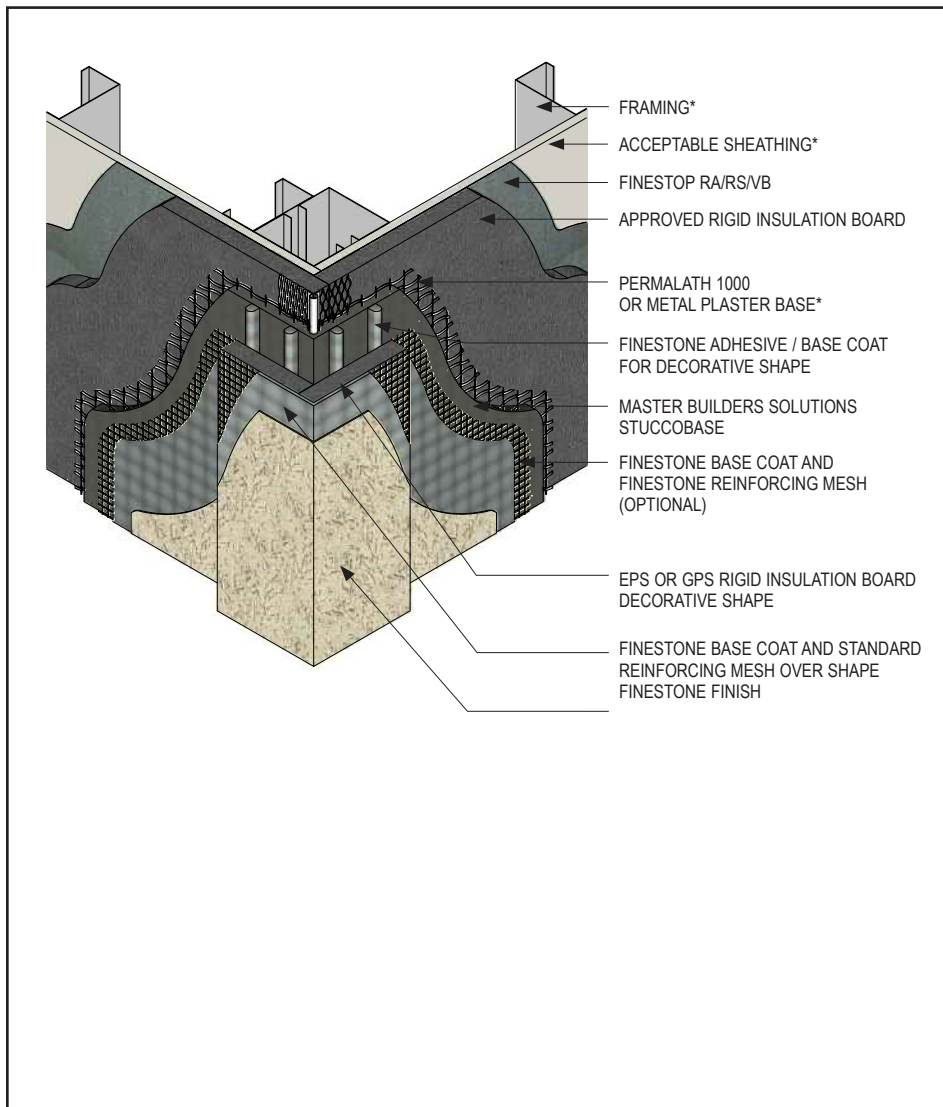 FRAMING*
ACCEPTABLE SHEATHING*
FINESTOP RA/RS/VB
APPROVED RIGID INSULATION BOARD
PERMALATH 1000
OR METAL PLASTER BASE*
FINESTONE ADHESIVE / BASE COAT
FOR DECORATIVE SHAPE
MASTER BUILDERS SOLUTIONS
STUCCOBASE
FINESTONE BASE COAT AND
FINESTONE REINFORCING MESH
(OPTIONAL)
EPS OR GPS RIGID INSULATION BOARD
DECORATIVE SHAPE
FINESTONE BASE COAT AND STANDARD
REINFORCING MESH OVER SHAPE
FINESTONE FINISH